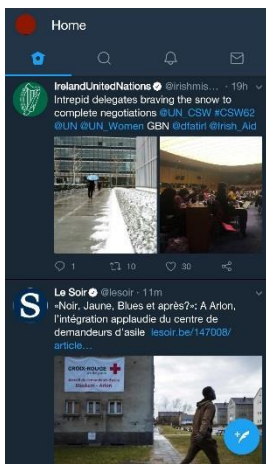 Home
IrelandUnitedNations @irishmis... · 19h
Intrepid delegates braving the snow to
complete negotiations @UN_CSW #CSW62
@UN @UN_Women GBN @dfatirl @Irish_Aid
1 10 30
S
Le Soir @lesoir · 11m
«Noir, Jaune, Blues et après?»: A Arlon,
l'intégration applaudie du centre de
demandeurs d'asile lesoir.be/147008/
article...
CROIX-ROUGE